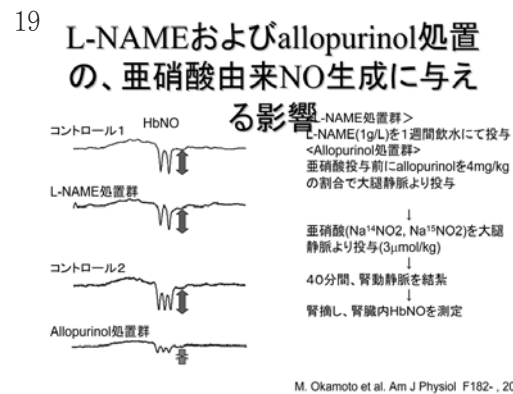 19
L-NAMEおよびallopurinol処置
の、亜硝酸由来NO生成に与え
る影響
コントロール1
HbNO
L-NAME処置群
コントロール2
Allopurinol処置群
L-NAME処置群>
L-NAME(1g/L)を1週間飲水にて投与
<Allopurinol処置群>
亜硝酸投与前にallopurinolを4mg/kg
の割合で大腿静脈より投与
↓
亜硝酸(Na¹⁴NO2, Na¹⁵NO2)を大腿
静脈より投与(3μmol/kg)
↓
40分間、腎動静脈を結紮
↓
腎摘し、腎臓内HbNOを測定
M. Okamoto et al. Am J Physiol F182- , 20